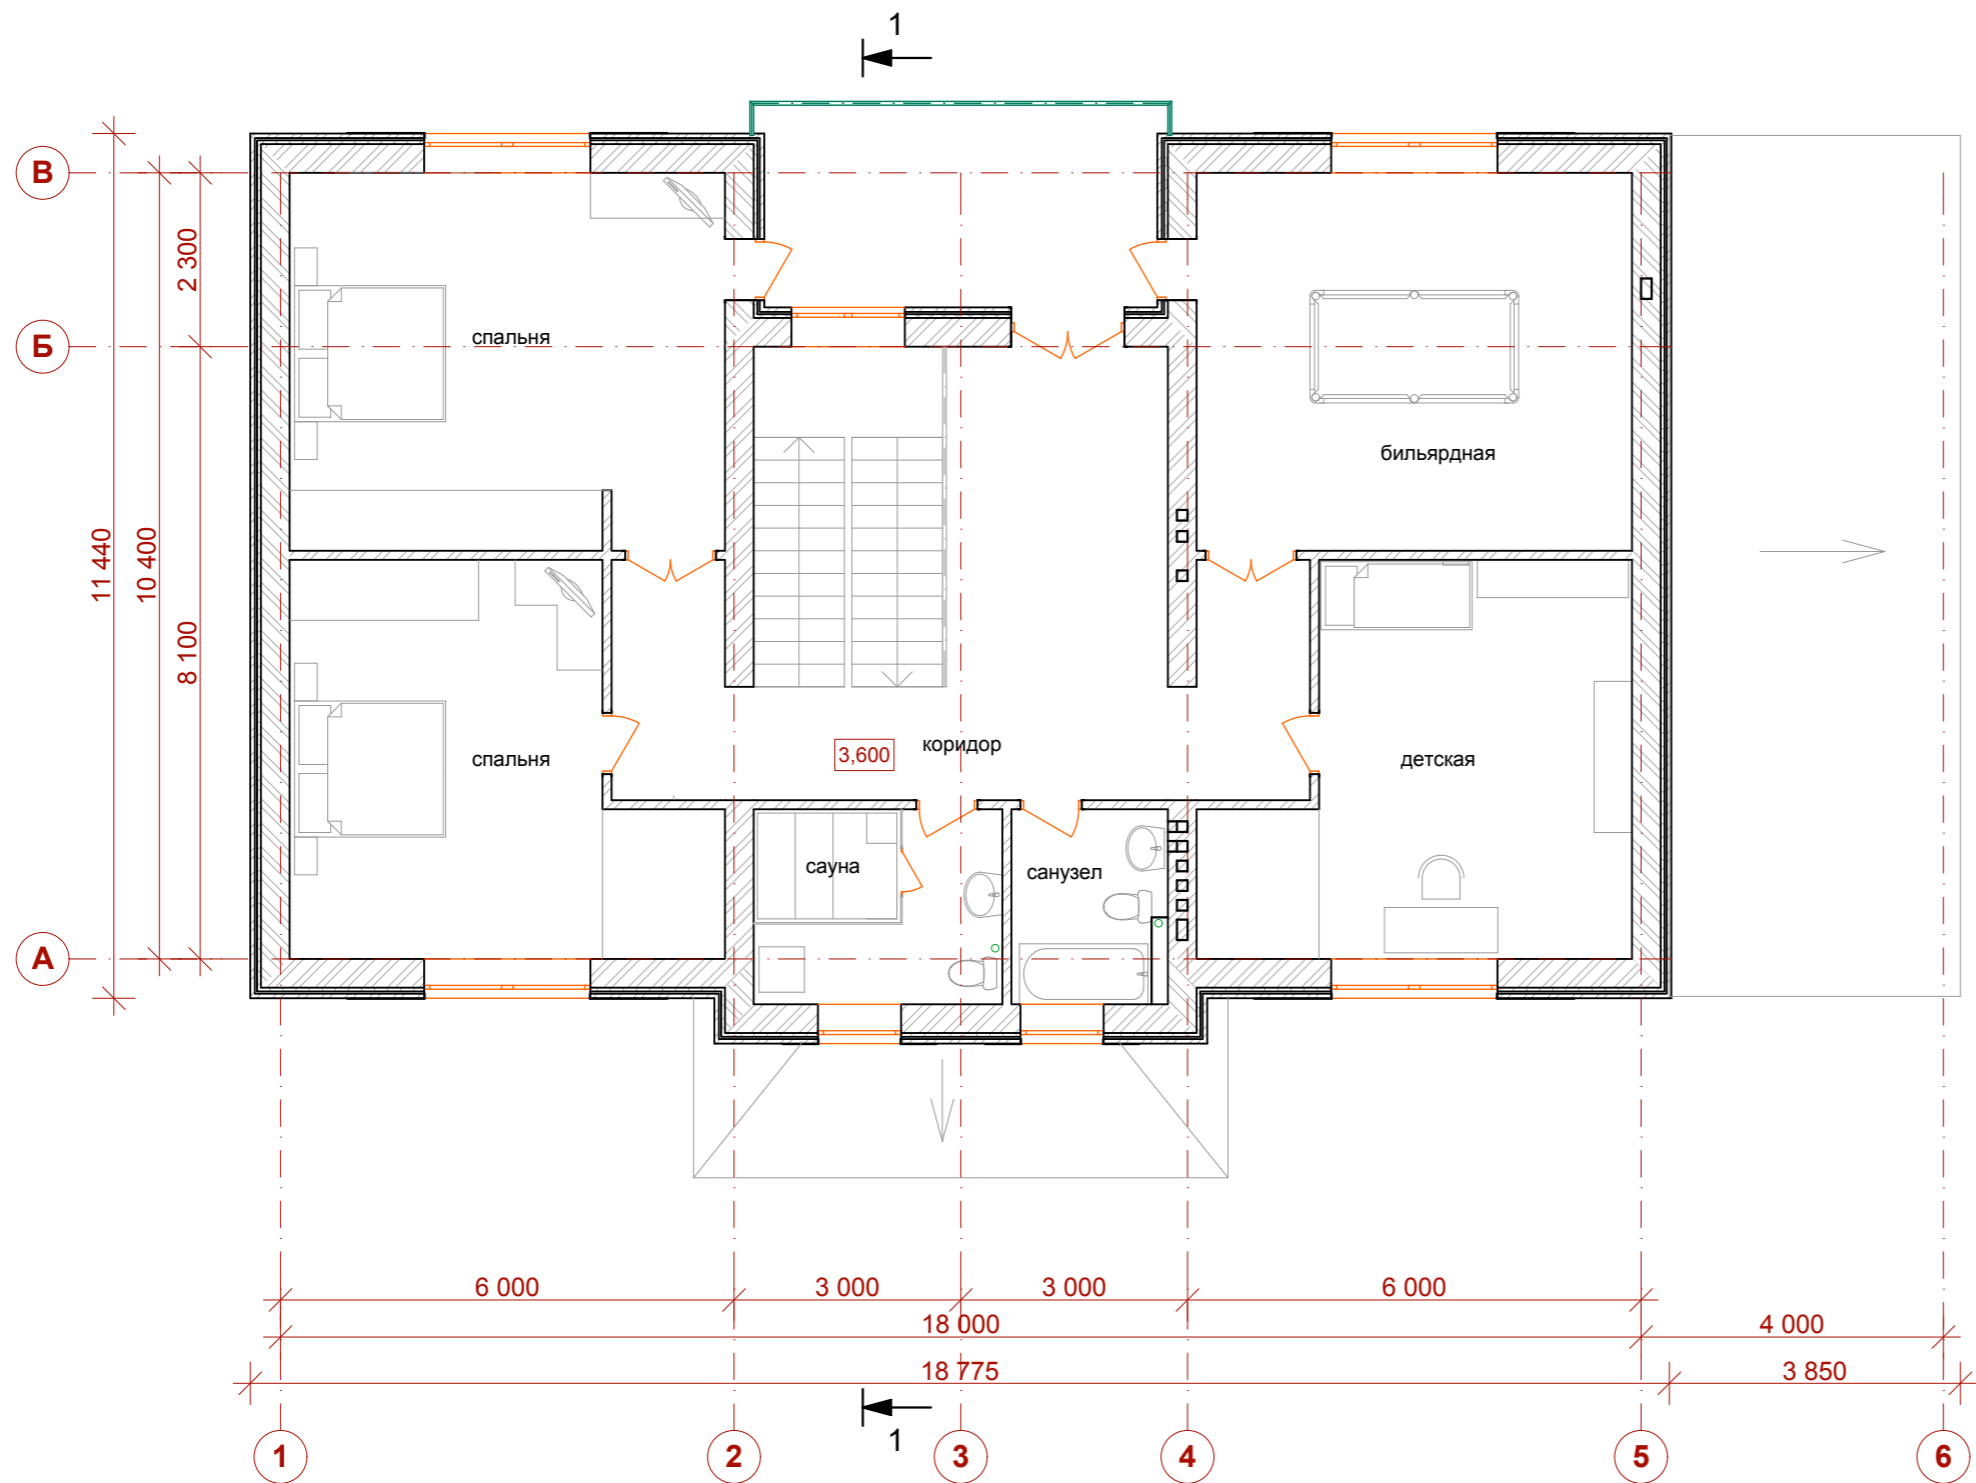 1
В
2 300
Б
спальня
бильярдная
11 440
10 400
8 100
спальня
3,600
коридор
детская
сауна
санузел
А
6 000
3 000
3 000
6 000
18 000
4 000
18 775
3 850
1
1
2
3
4
5
6